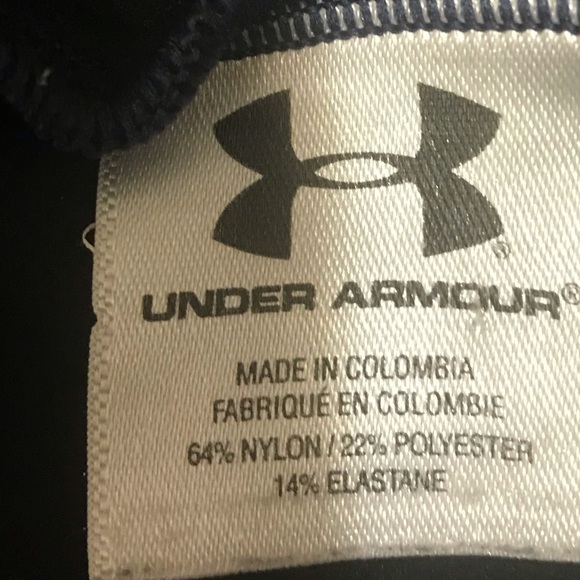 UNDER ARMOUR®
MADE IN COLOMBIA
FABRIQUÉ EN COLOMBIE
64% NYLON / 22% POLYESTER
14% ELASTANE